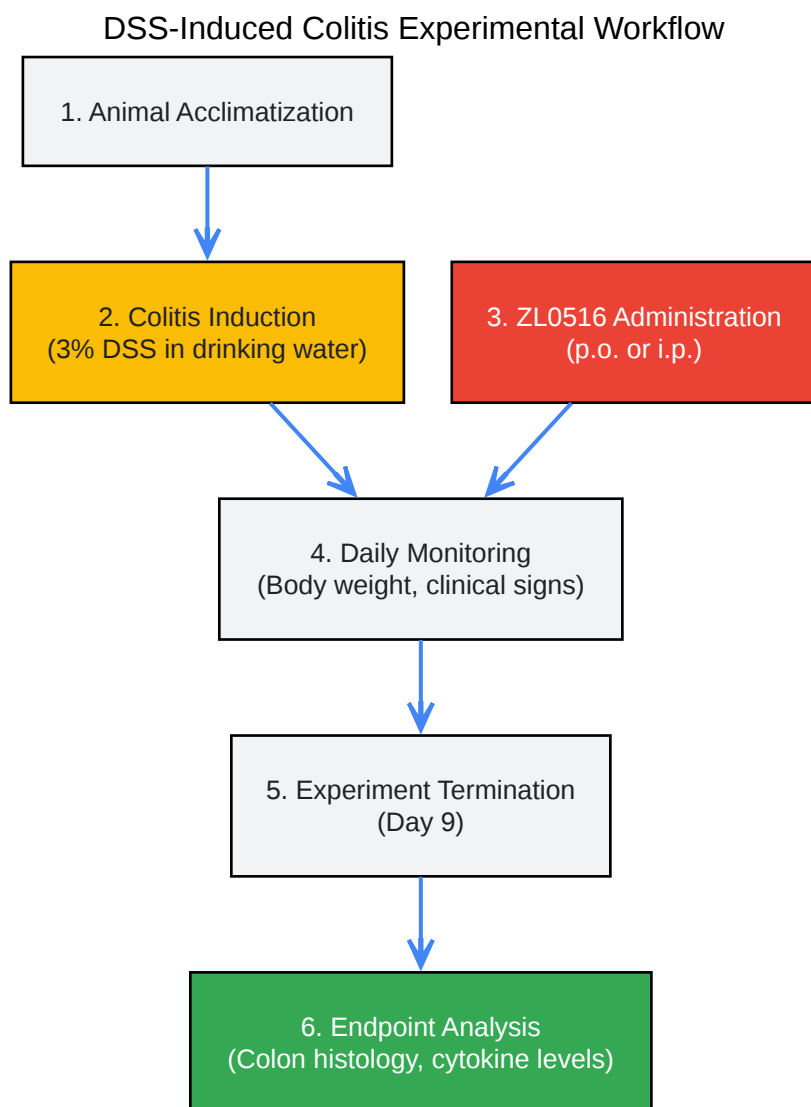 DSS-Induced Colitis Experimental Workflow
1. Animal Acclimatization
2. Colitis Induction
(3% DSS in drinking water)
3. ZL0516 Administration
(p.o. or i.p.)
4. Daily Monitoring
(Body weight, clinical signs)
5. Experiment Termination
(Day 9)
6. Endpoint Analysis
(Colon histology, cytokine levels)